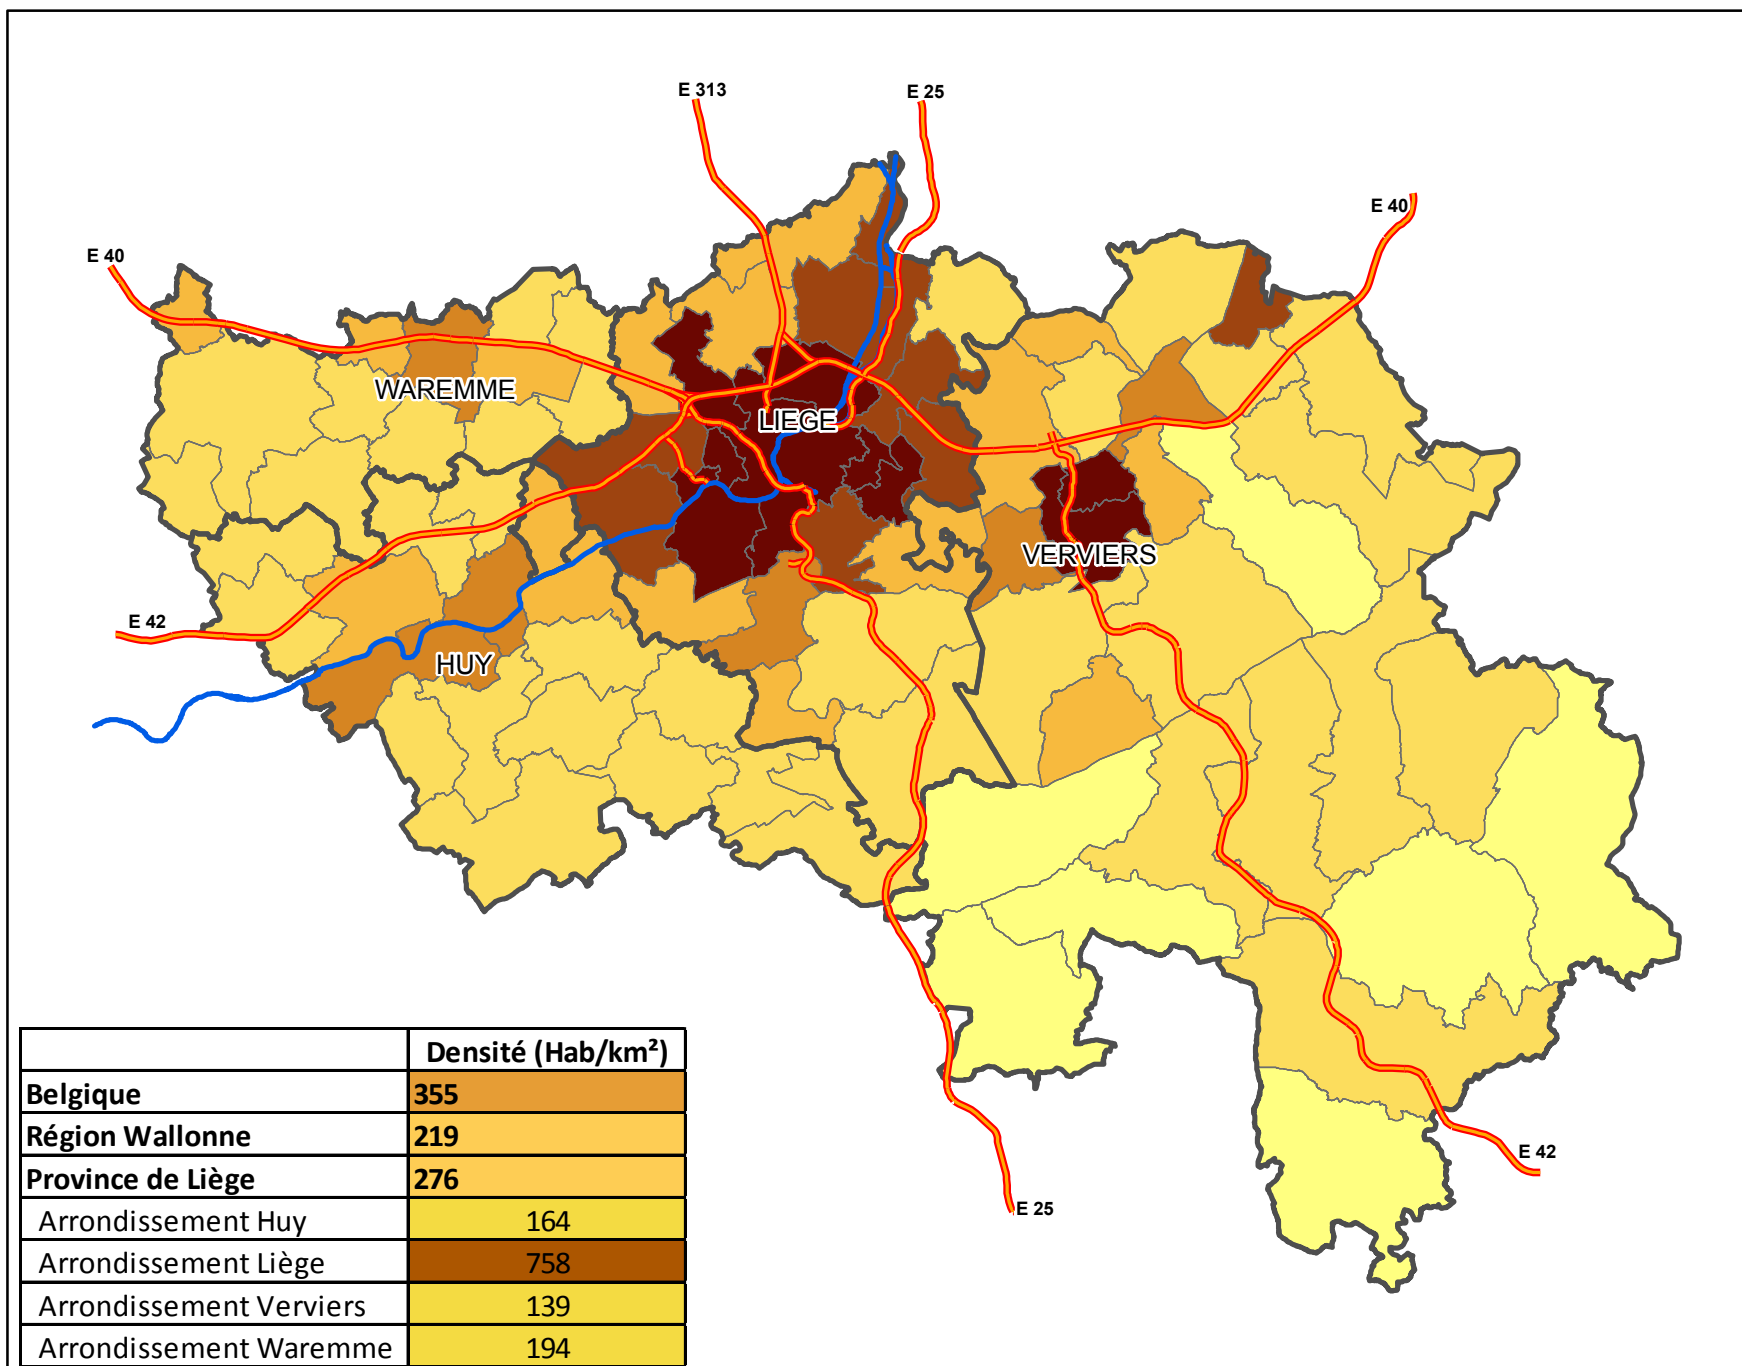 E 313
E 25
E 40
E 40
WAREMME
LIEGE
VERVIERS
E 42
HUY
Densité (Hab/km²)
Belgique 355
Région Wallonne 219
Province de Liège 276
Arrondissement Huy 164
Arrondissement Liège 758
Arrondissement Verviers 139
Arrondissement Waremme 194
E 42
E 25